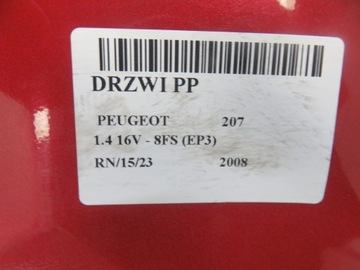 DRZWI PP
PEUGEOT 207
1.4 16V - 8FS (EP3)
RN/15/23 2008